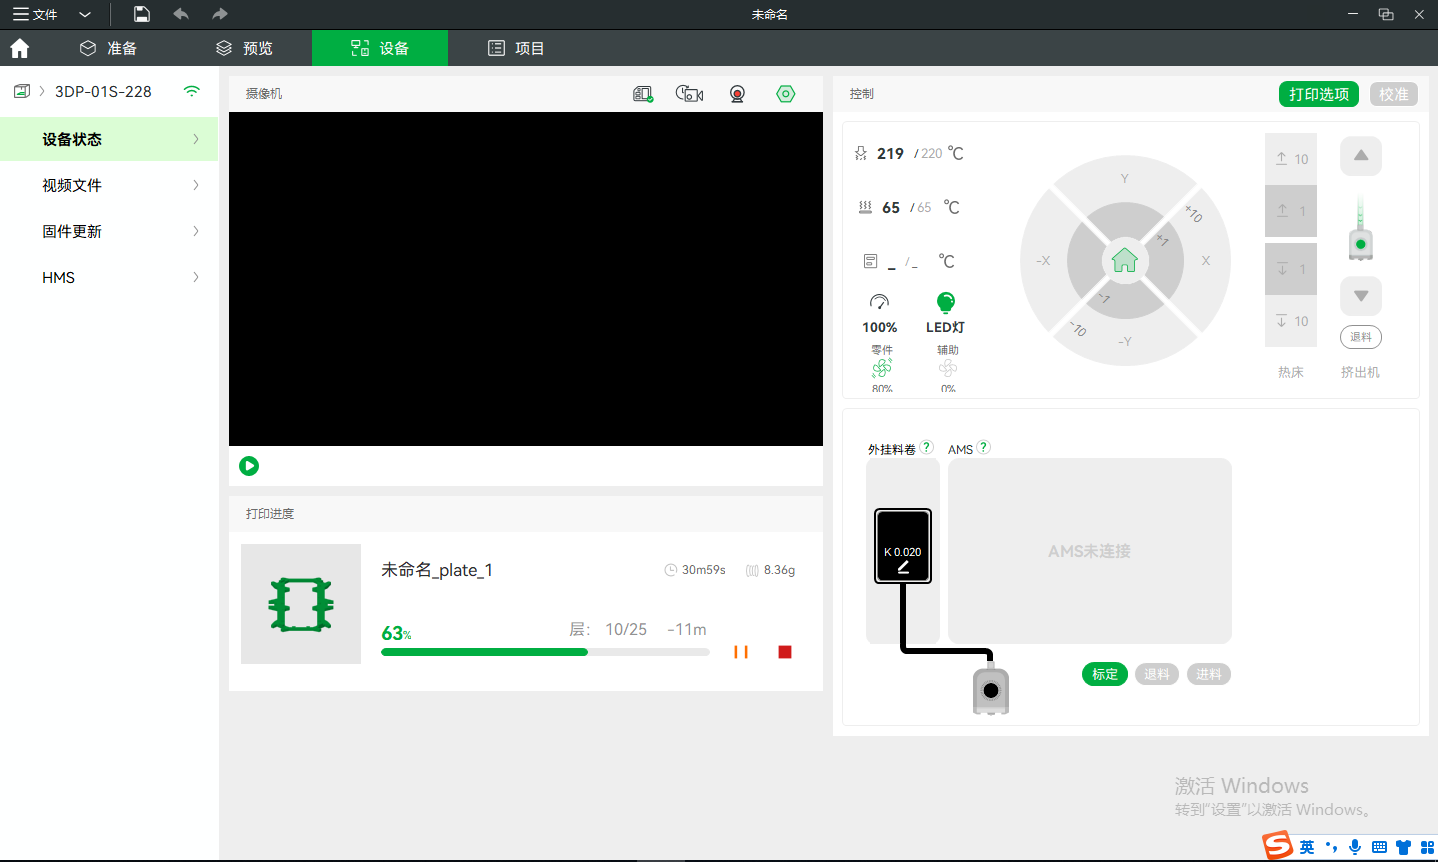 文件
未命名
准备
预览
设备
项目
3DP-01S-228
设备状态
视频文件
固件更新
HMS
摄像机
打印进度
未命名_plate_1
30m59s
8.36g
63%
层： 10/25 -11m
控制
打印选项
校准
219 / 220 ℃
65 / 65 ℃
_ / _ ℃
100%
LED灯
零件
辅助
80%
0%
Y
+10
+1
-X
X
-1
-10
-Y
10
1
1
10
热床
退料
挤出机
外挂料卷 ?
AMS ?
K 0.020
AMS未连接
标定
退料
进料
激活 Windows
转到“设置”以激活 Windows。
S 英